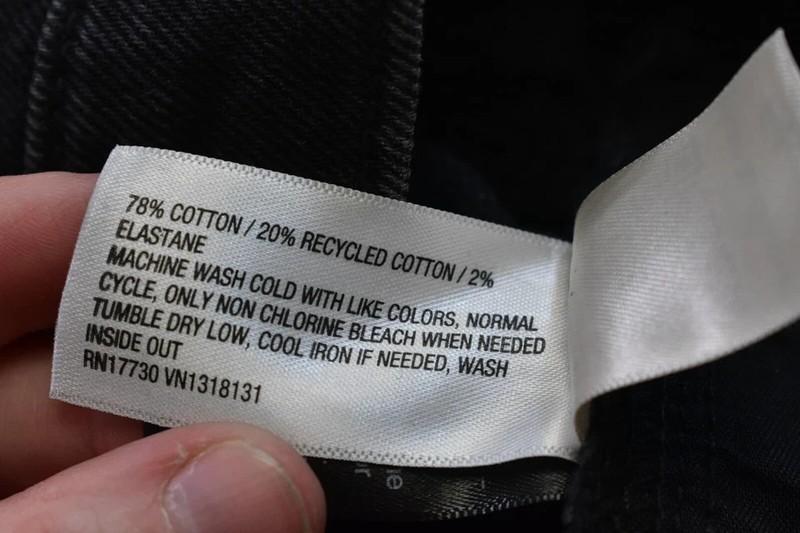 78% COTTON / 20% RECYCLED COTTON / 2%
ELASTANE
MACHINE WASH COLD WITH LIKE COLORS, NORMAL
CYCLE, ONLY NON CHLORINE BLEACH WHEN NEEDED
TUMBLE DRY LOW, COOL IRON IF NEEDED, WASH
INSIDE OUT
RN17730 VN1318131